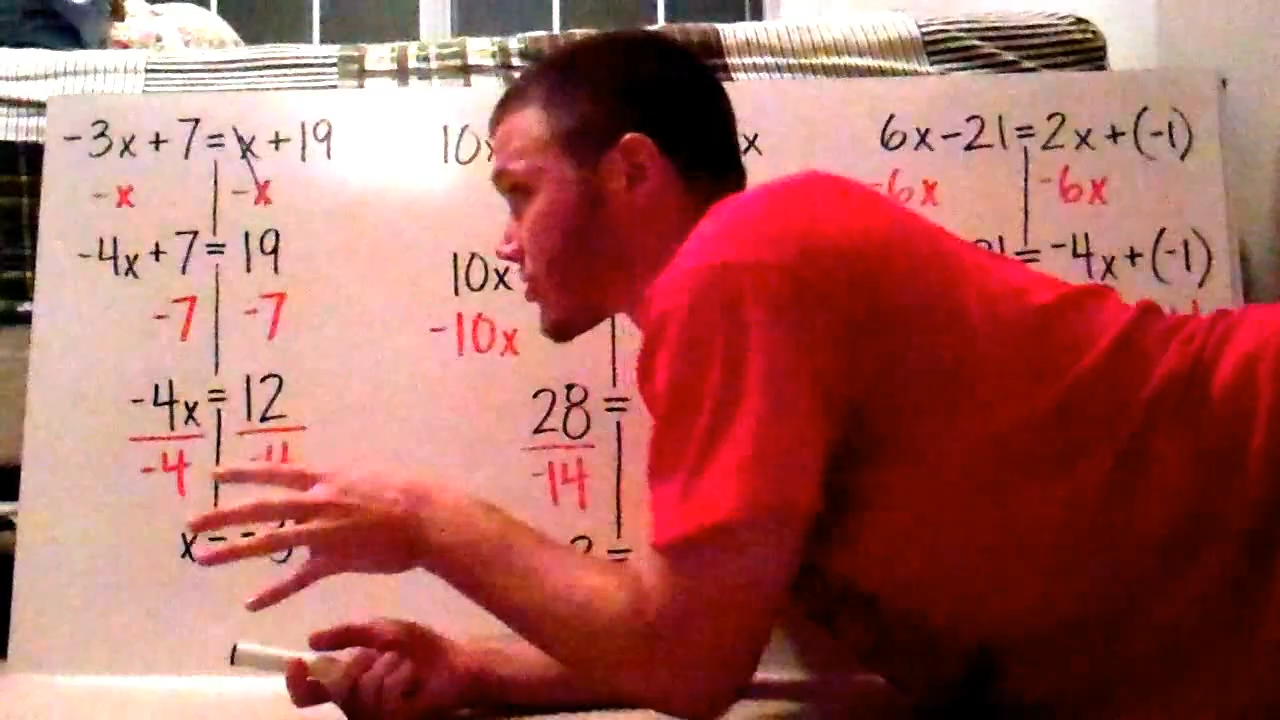 -3x+7=x+19
-x -x
-4x+7=19
-7 -7
-4x=12
-4 -4
x=-3
10x x
10x
-10x
28=
-14
2=
6x-21=2x+(-1)
-6x -6x
21=-4x+(-1)